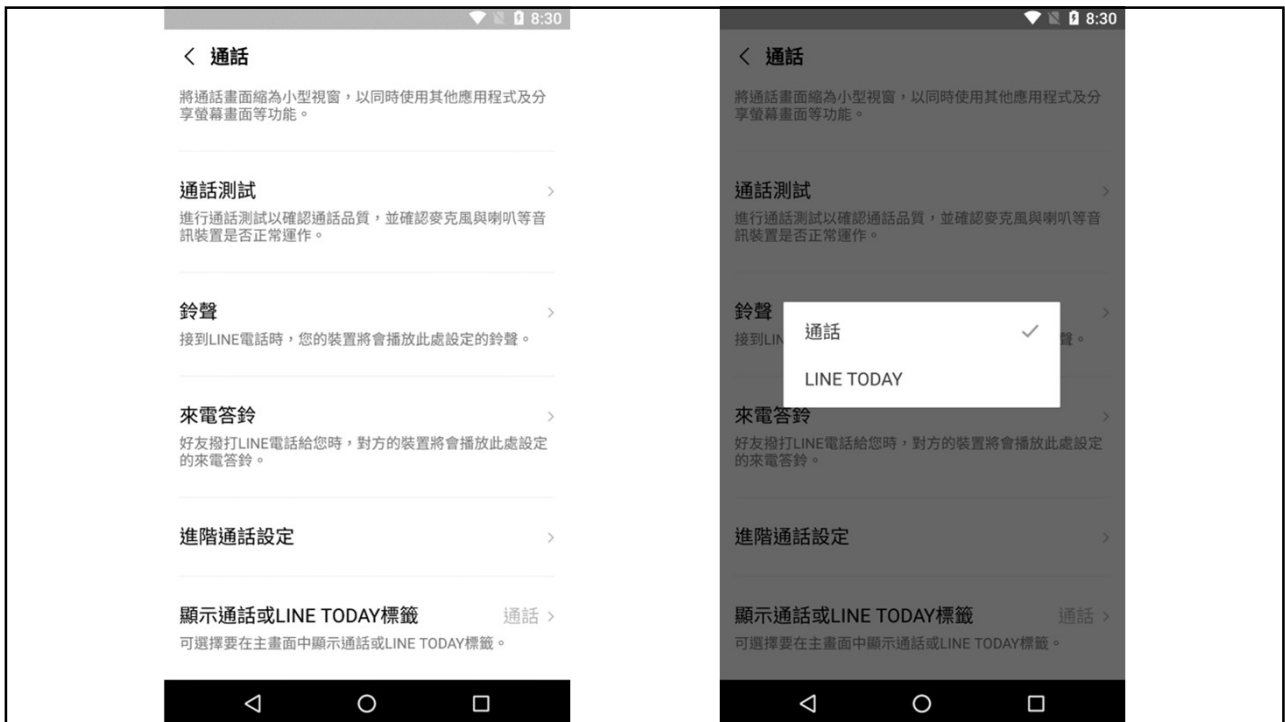 8:30
通話
將通話畫面縮為小型視窗，以同時使用其他應用程式及分
享螢幕畫面等功能。
通話測試
進行通話測試以確認通話品質，並確認麥克風與喇叭等音
訊裝置是否正常運作。
鈴聲
接到LINE電話時，您的裝置將會播放此處設定的鈴聲。
來電答鈴
好友撥打LINE電話給您時，對方的裝置將會播放此處設定
的來電答鈴。
進階通話設定
顯示通話或LINE TODAY標籤 通話
可選擇要在主畫面中顯示通話或LINE TODAY標籤。
8:30
通話
將通話畫面縮為小型視窗，以同時使用其他應用程式及分
享螢幕畫面等功能。
通話測試
進行通話測試以確認通話品質，並確認麥克風與喇叭等音
訊裝置是否正常運作。
鈴聲
接到LIN
聲。
通話
LINE TODAY
來電答鈴
好友撥打LINE電話給您時，對方的裝置將會播放此處設定
的來電答鈴。
進階通話設定
顯示通話或LINE TODAY標籤 通話
可選擇要在主畫面中顯示通話或LINE TODAY標籤。